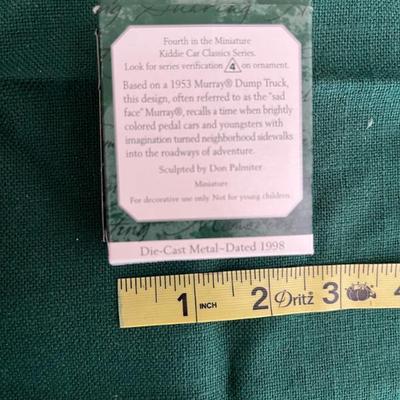 Fourth in the Miniature
Kiddie Car Classics Series.
Look for series verification 4 on ornament.
Based on a 1953 Murray® Dump Truck,
this design, often referred to as the "sad
face" Murray®, recalls a time when brightly
colored pedal cars and youngsters with
imagination turned neighborhood sidewalks
into the roadways of adventure.
Sculpted by Don Palmiter
Miniature
For decorative use only. Not for young children.
Die-Cast Metal-Dated 1998
1 INCH 2 Dritz® 3 4